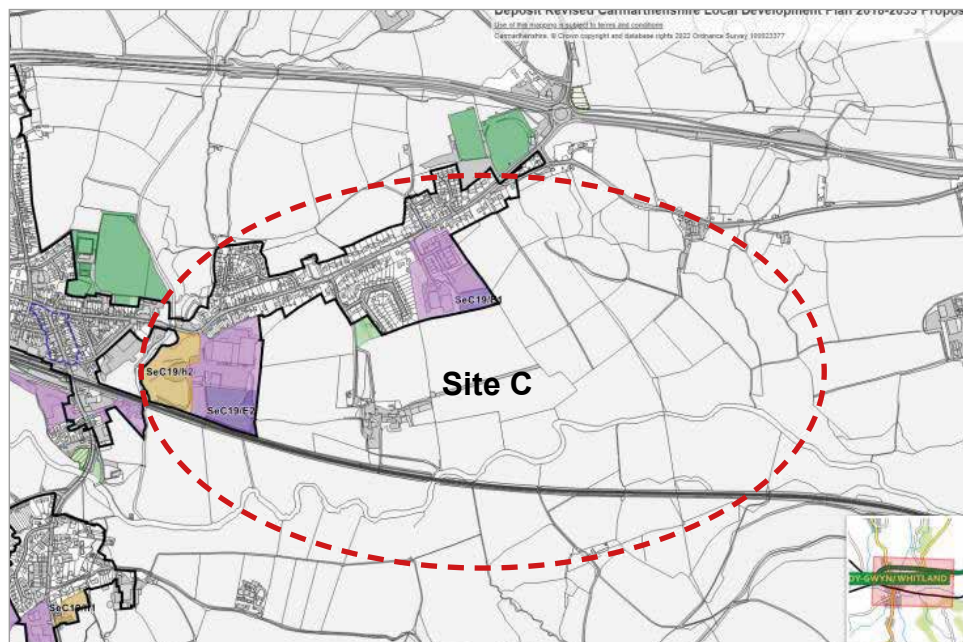 Deposit Revised Carmarthenshire Local Development Plan 2018-2033 Propos
Use of this mapping is subject to terms and conditions
Carmarthenshire. © Crown copyright and database rights 2022 Ordnance Survey 100023377
SeC19/E1
SeC19/h2
Site C
SeC19/E2
DY-GWYN/ WHITLAND
SeC19/h1